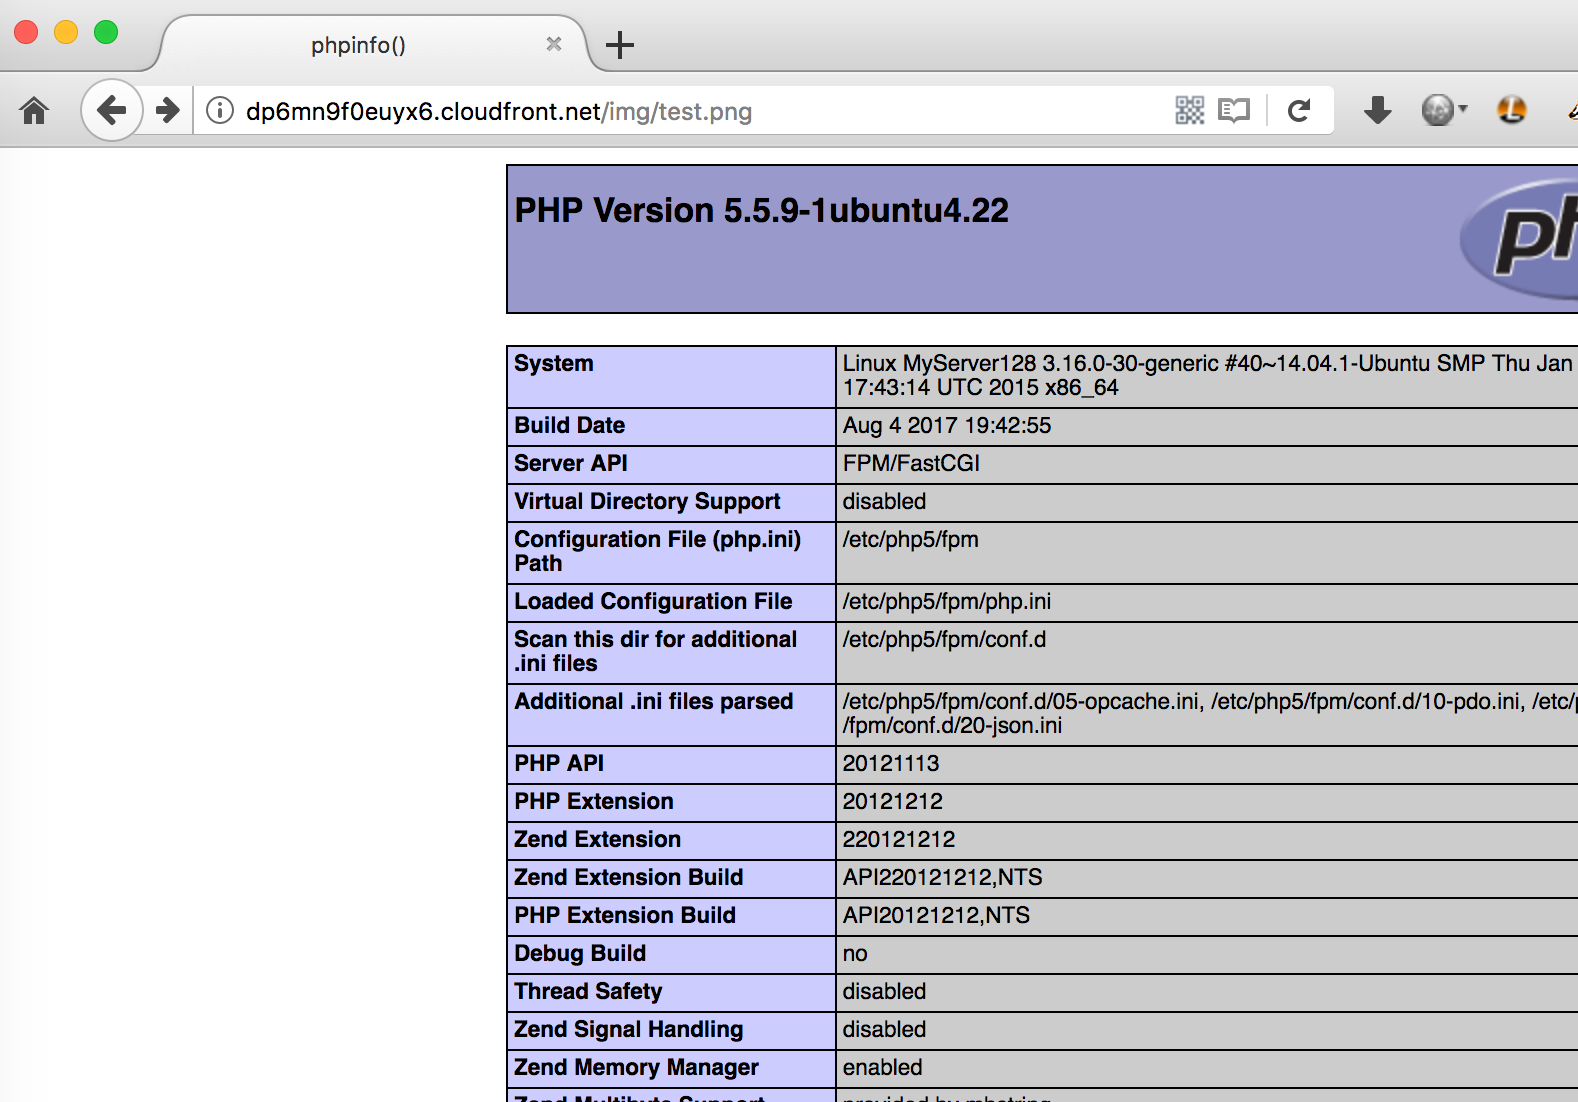 phpinfo()
dp6mn9f0euyx6.cloudfront.net/img/test.png
PHP Version 5.5.9-1ubuntu4.22
System
Linux MyServer128 3.16.0-30-generic #40~14.04.1-Ubuntu SMP Thu Jan
17:43:14 UTC 2015 x86_64
Build Date
Aug 4 2017 19:42:55
Server API
FPM/FastCGI
Virtual Directory Support
disabled
Configuration File (php.ini)
Path
/etc/php5/fpm
Loaded Configuration File
/etc/php5/fpm/php.ini
Scan this dir for additional
.ini files
/etc/php5/fpm/conf.d
Additional .ini files parsed
/etc/php5/fpm/conf.d/05-opcache.ini, /etc/php5/fpm/conf.d/10-pdo.ini, /etc/
/fpm/conf.d/20-json.ini
PHP API
20121113
PHP Extension
20121212
Zend Extension
220121212
Zend Extension Build
API220121212,NTS
PHP Extension Build
API20121212,NTS
Debug Build
no
Thread Safety
disabled
Zend Signal Handling
disabled
Zend Memory Manager
enabled
Zend Multibyte Support
provided by mbstring